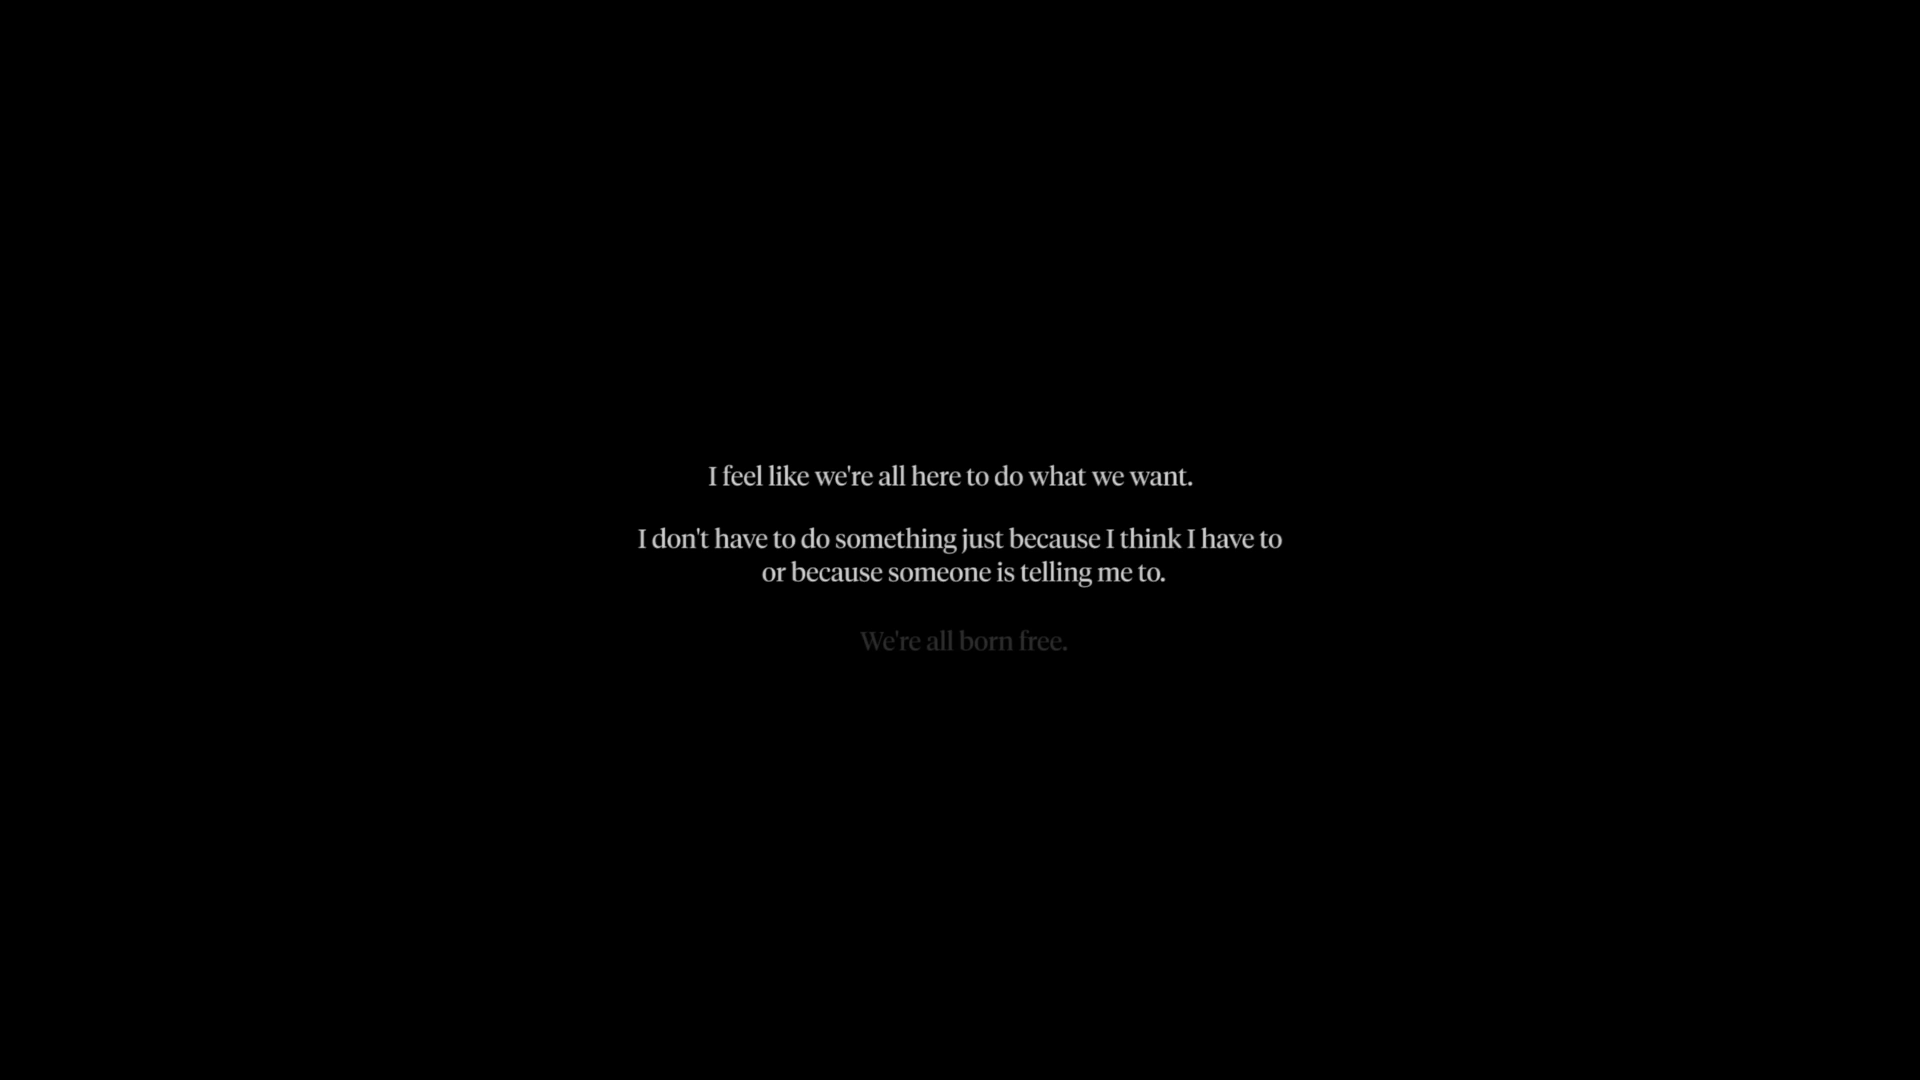 I feel like we're all here to do what we want.
I don't have to do something just because I think I have to
or because someone is telling me to.
We're all born free.